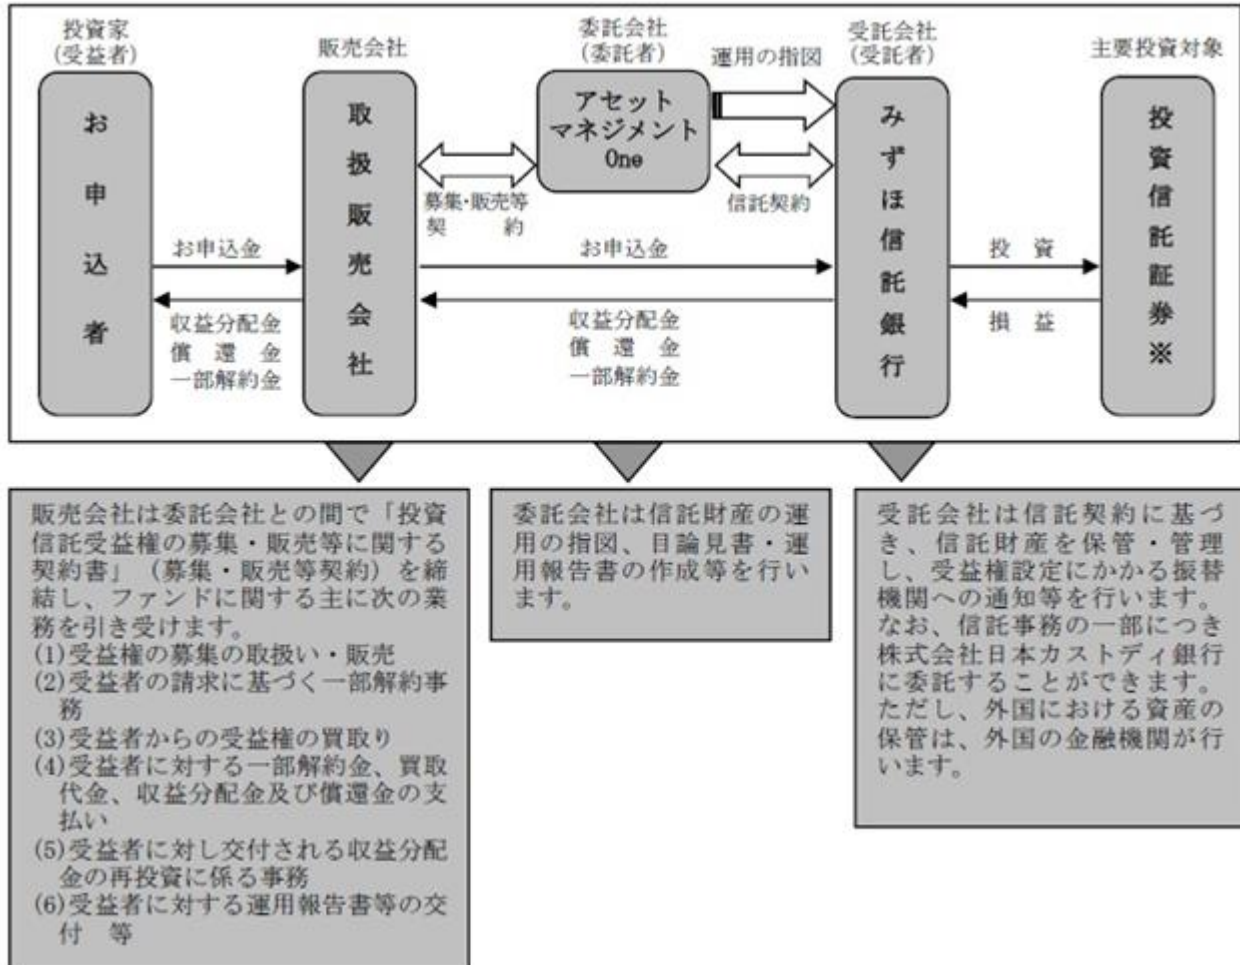 投資家
(受益者)
販売会社
委託会社
(委託者)
運用の指図
受託会社
(受託者)
主要投資対象
お申込者
取扱販売会社
アセット
マネジメント
One
みずほ信託銀行
投資信託証券※
募集・販売等
契　約
信託契約
お申込金
お申込金
投　資
収益分配金
償　還　金
一部解約金
収益分配金
償　還　金
一部解約金
損　益
販売会社は委託会社との間で「投資
信託受益権の募集・販売等に関する
契約書」（募集・販売等契約）を締
結し、ファンドに関する主に次の業
務を引き受けます。
(1)受益権の募集の取扱い・販売
(2)受益者の請求に基づく一部解約事
務
(3)受益者からの受益権の買取り
(4)受益者に対する一部解約金、買取
代金、収益分配金及び償還金の支
払い
(5)受益者に対し交付される収益分配
金の再投資に係る事務
(6)受益者に対する運用報告書等の交
付　等
委託会社は信託財産の運
用の指図、目論見書・運
用報告書の作成等を行い
ます。
受託会社は信託契約に基づ
き、信託財産を保管・管理
し、受益権設定にかかる振替
機関への通知等を行います。
なお、信託事務の一部につき
株式会社日本カストディ銀行
に委託することができます。
ただし、外国における資産の
保管は、外国の金融機関が行
います。